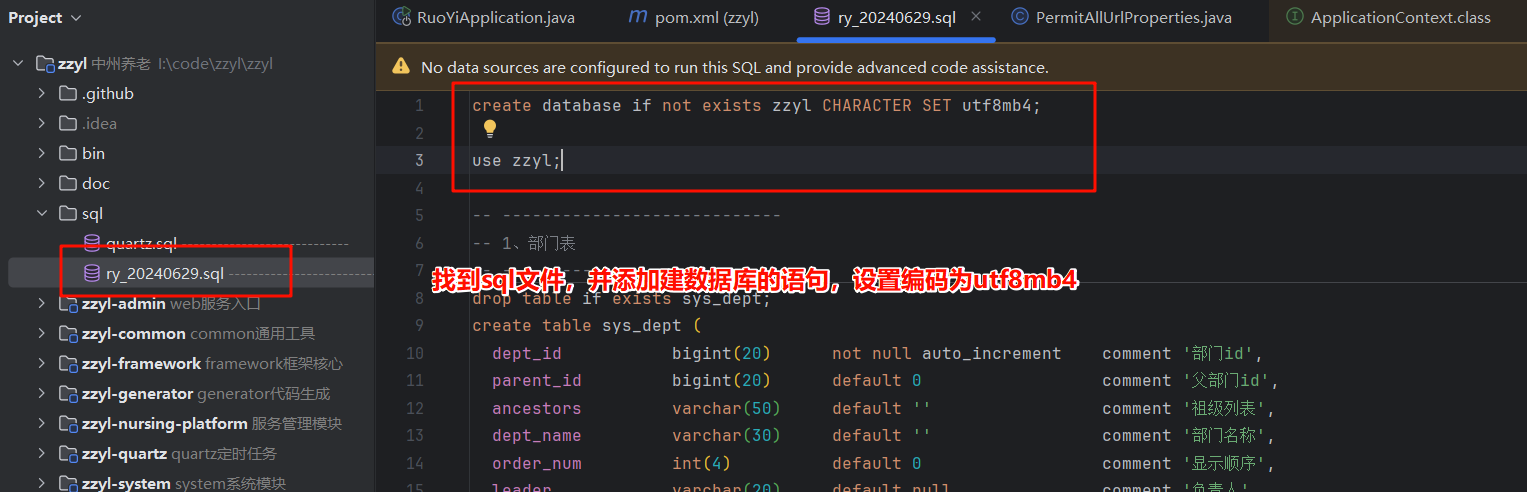 Project
RuoYiApplication.java
pom.xml (zzyl)
ry_20240629.sql
PermitAllUrlProperties.java
ApplicationContext.class
zzyl 中州养老 I:\code\zzyl\zzyl
.github
.idea
bin
doc
sql
quartz.sql
ry_20240629.sql
zzyl-admin web服务入口
zzyl-common common通用工具
zzyl-framework framework框架核心
zzyl-generator generator代码生成
zzyl-nursing-platform 服务管理模块
zzyl-quartz quartz定时任务
zzyl-system system系统模块
No data sources are configured to run this SQL and provide advanced code assistance.
1 create database if not exists zzyl CHARACTER SET utf8mb4;
2
3 use zzyl;
4
5 -- ----------------------------
6 -- 1、部门表
7
找到sql文件，并添加建数据库的语句，设置编码为utf8mb4
8 drop table if exists sys_dept;
9 create table sys_dept (
10 dept_id bigint(20) not null auto_increment comment '部门id',
11 parent_id bigint(20) default 0 comment '父部门id',
12 ancestors varchar(50) default '' comment '祖级列表',
13 dept_name varchar(30) default '' comment '部门名称',
14 order_num int(4) default 0 comment '显示顺序',
15 leader varchar(20) default null comment '负责人',